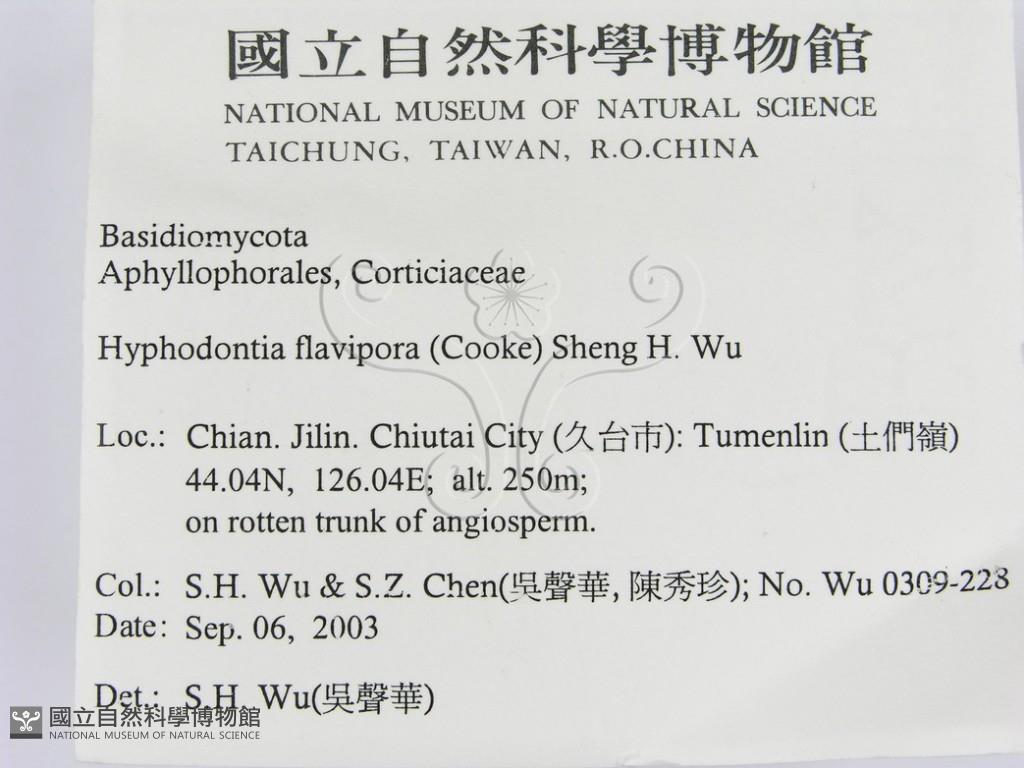 國立自然科學博物館
NATIONAL MUSEUM OF NATURAL SCIENCE
TAICHUNG, TAIWAN, R.O.CHINA
Basidiomycota
Aphyllophorales, Corticiaceae
Hyphodontia flavipora (Cooke) Sheng H. Wu
Loc.: Chian. Jilin. Chiutai City (久台市): Tumenlin (土們嶺)
44.04N, 126.04E; alt. 250m;
on rotten trunk of angiosperm.
Col.: S.H. Wu & S.Z. Chen(吳聲華, 陳秀珍); No. Wu 0309-228
Date: Sep. 06, 2003
Det.: S.H. Wu(吳聲華)
國立自然科學博物館
NATIONAL MUSEUM OF NATURAL SCIENCE